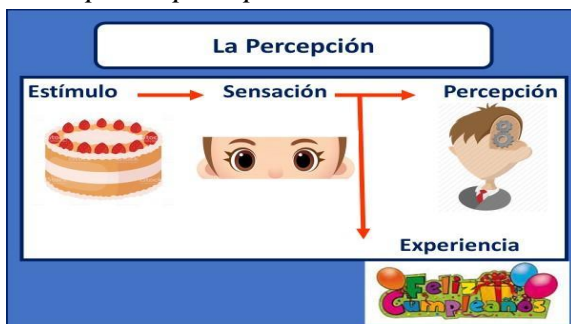 La Percepción
Estímulo Sensación Percepción
Experiencia
Feliz
Cumpleaños